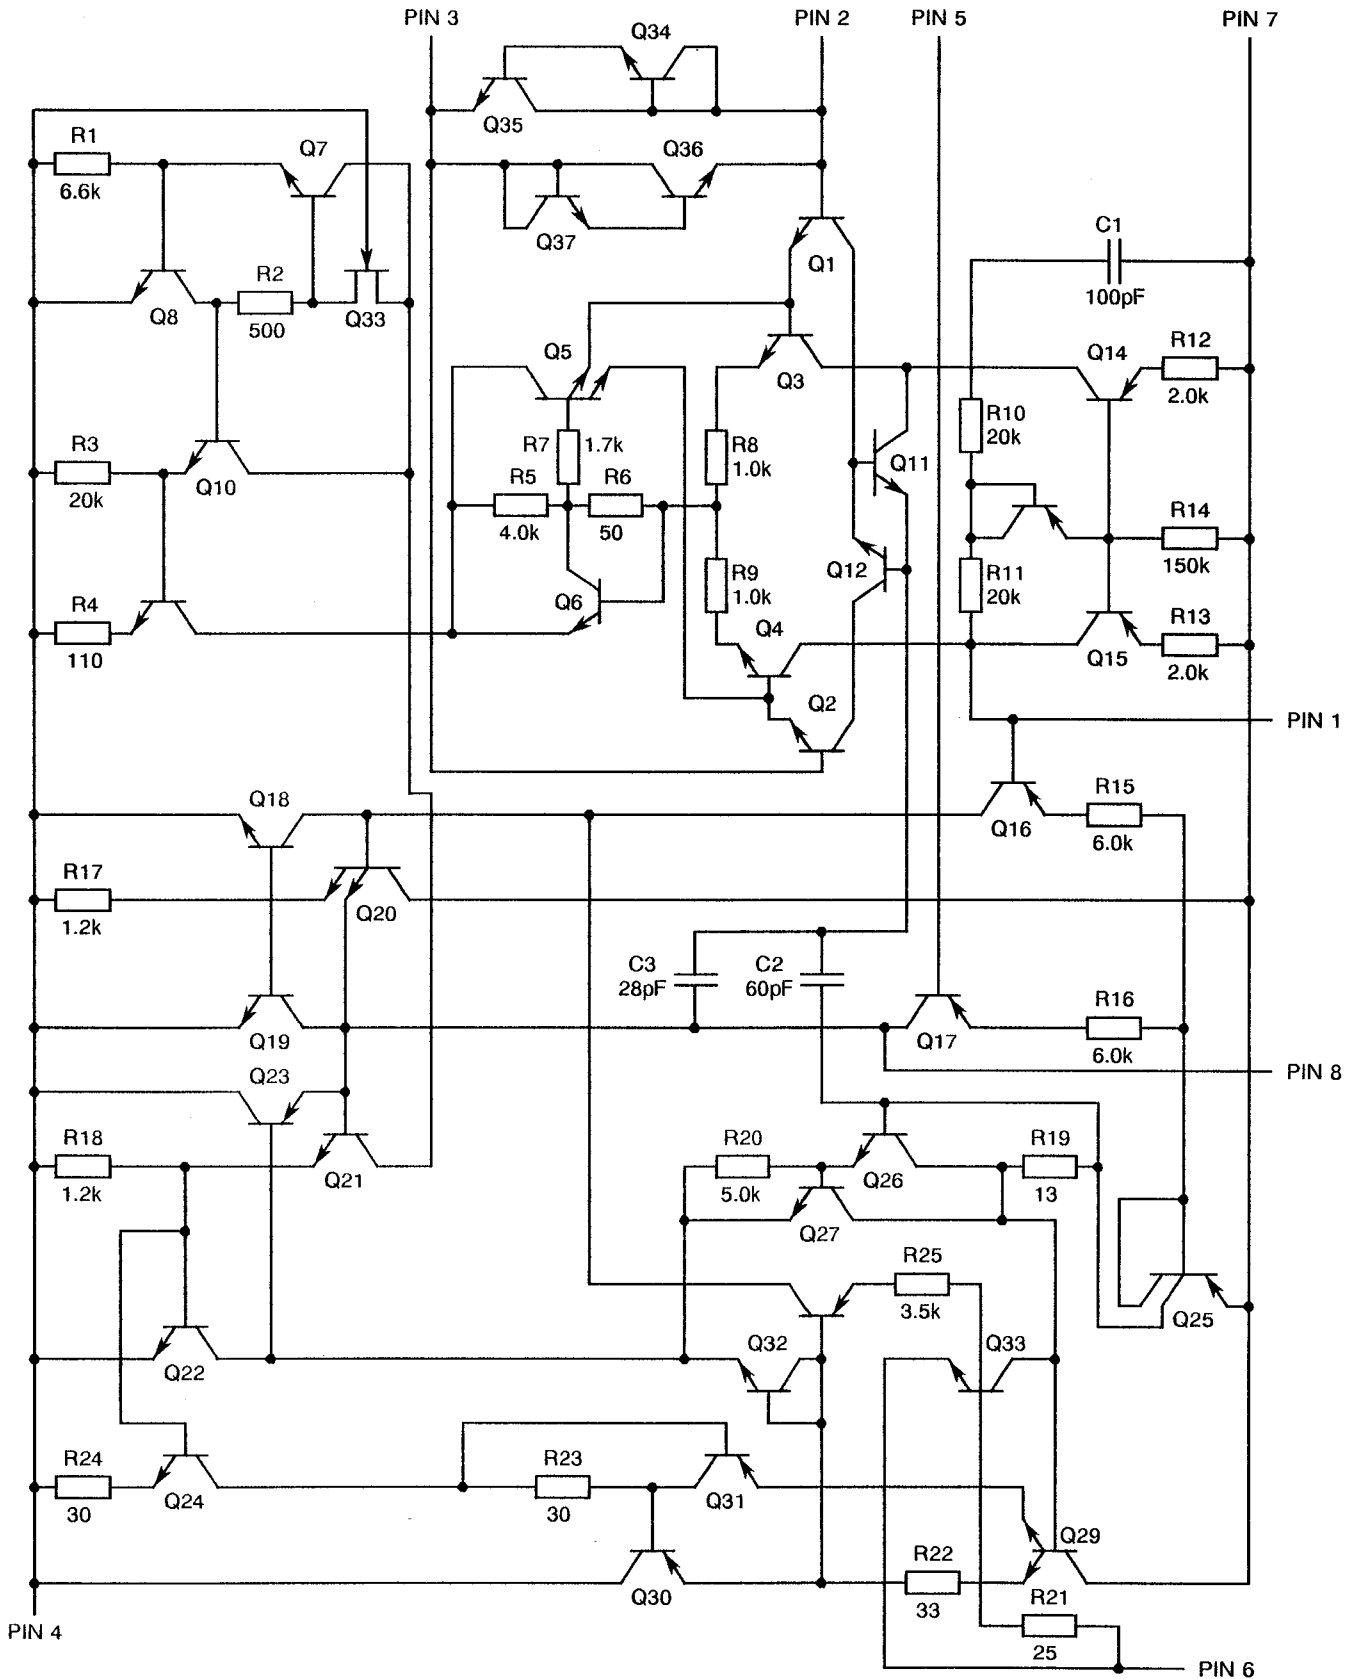 PIN 3
PIN 2
PIN 5
PIN 7
Q34
Q35
R1
6.6k
Q7
Q36
Q37
Q1
C1
100pF
Q8
R2
500
Q33
Q5
Q3
Q14
R12
2.0k
R10
20k
R3
20k
Q10
R7
1.7k
R8
1.0k
Q11
R5
4.0k
R6
50
R14
150k
R4
110
Q6
R9
1.0k
Q12
R11
20k
Q4
Q15
R13
2.0k
Q2
PIN 1
Q18
Q16
R15
6.0k
R17
1.2k
Q20
C3
28pF
C2
60pF
Q19
Q17
R16
6.0k
Q23
PIN 8
R18
1.2k
Q21
R20
5.0k
Q26
R19
13
Q27
R25
3.5k
Q25
Q22
Q32
Q33
R24
30
Q24
R23
30
Q31
Q29
Q30
R22
33
R21
25
PIN 4
PIN 6